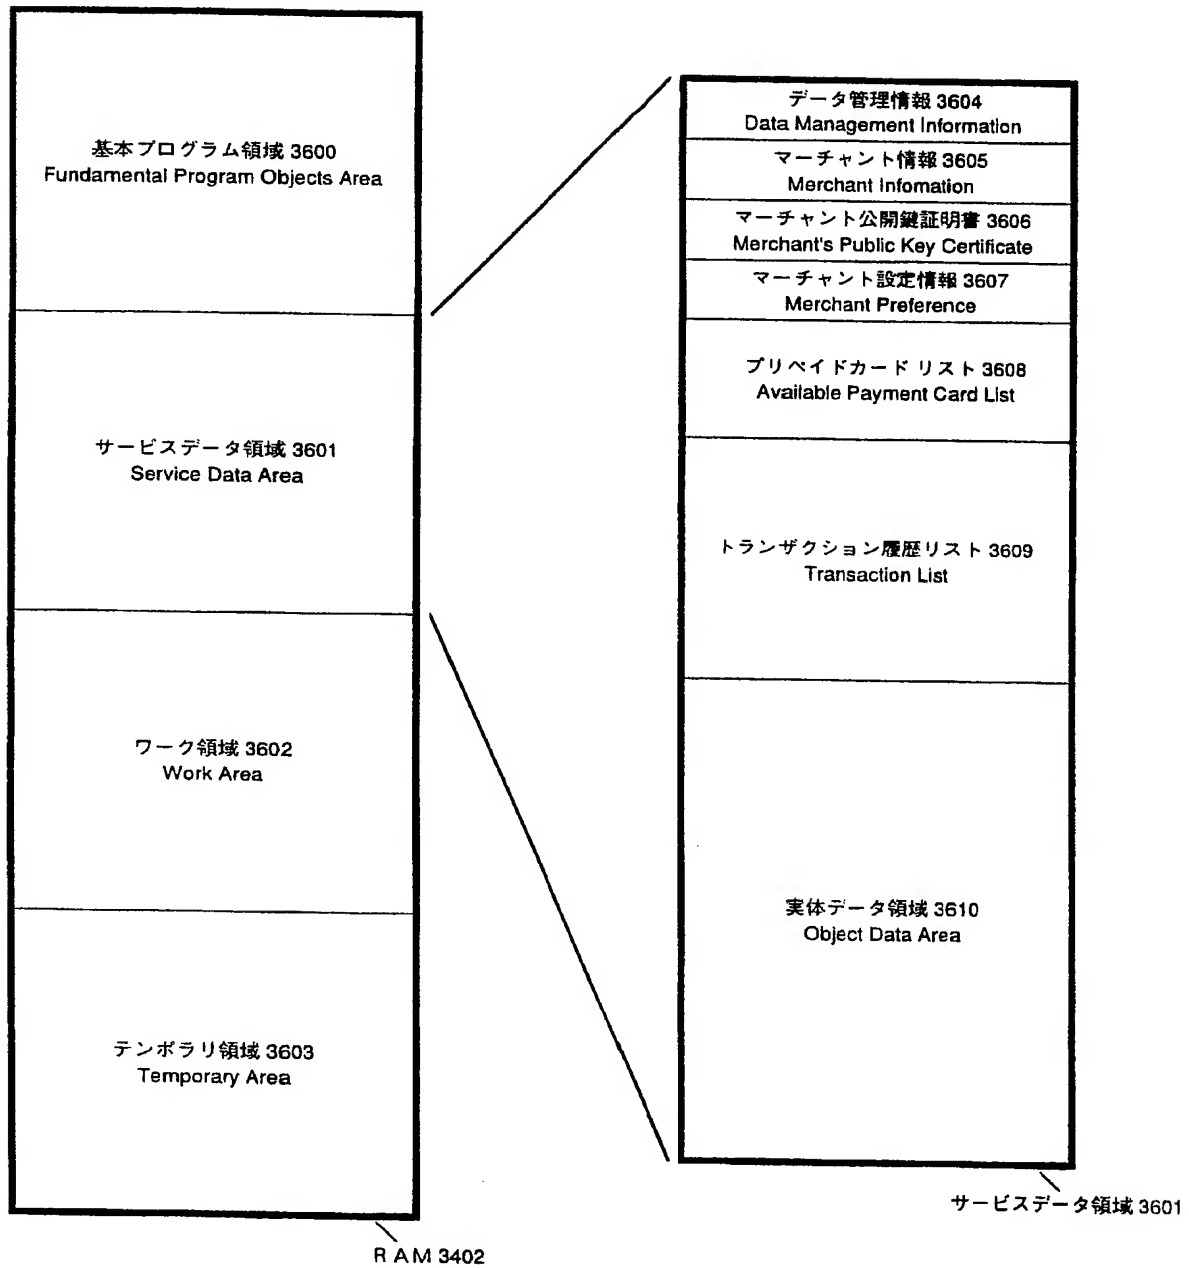 基本プログラム領域 3600
Fundamental Program Objects Area
サービスデータ領域 3601
Service Data Area
ワーク領域 3602
Work Area
テンポラリ領域 3603
Temporary Area
RAM 3402
データ管理情報 3604
Data Management Information
マーチャント情報 3605
Merchant Infomation
マーチャント公開鍵証明書 3606
Merchant's Public Key Certificate
マーチャント設定情報 3607
Merchant Preference
プリペイドカード リスト 3608
Available Payment Card List
トランザクション履歴リスト 3609
Transaction List
実体データ領域 3610
Object Data Area
サービスデータ領域 3601